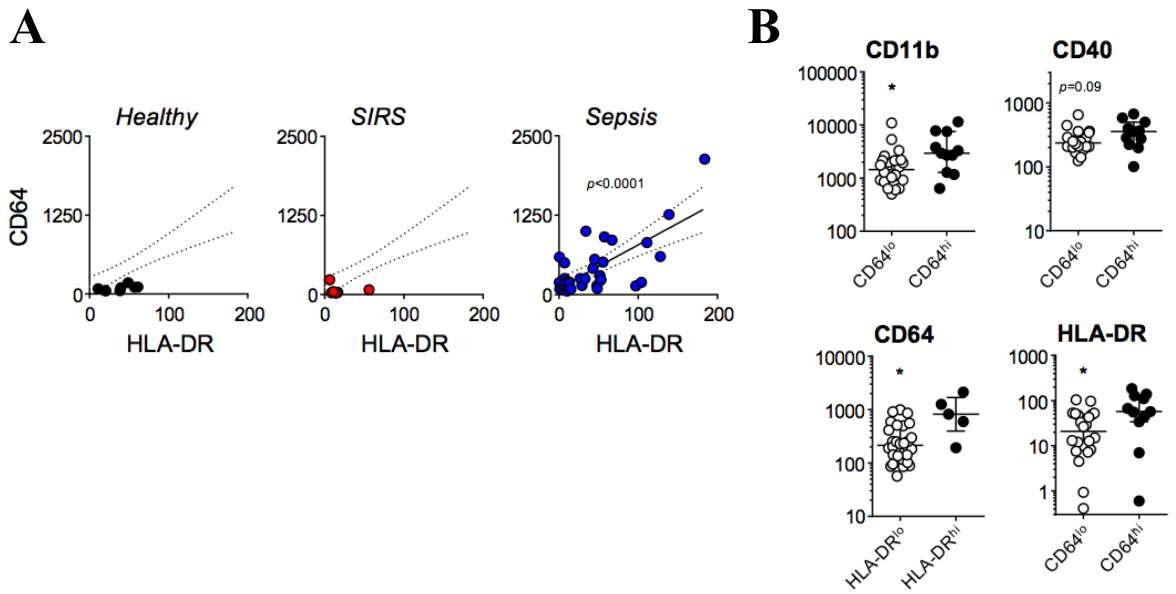 A
Healthy
SIRS
Sepsis
CD64
2500
1250
0
0
100
200
HLA-DR
2500
1250
0
0
100
200
HLA-DR
p<0.0001
2500
1250
0
0
100
200
HLA-DR
B
CD11b
*
100000
10000
1000
100
CD64lo
CD64hi
CD40
p=0.09
1000
100
10
CD64lo
CD64hi
CD64
*
10000
1000
100
10
HLA-DRlo
HLA-DRhi
HLA-DR
*
1000
100
10
1
CD64lo
CD64hi